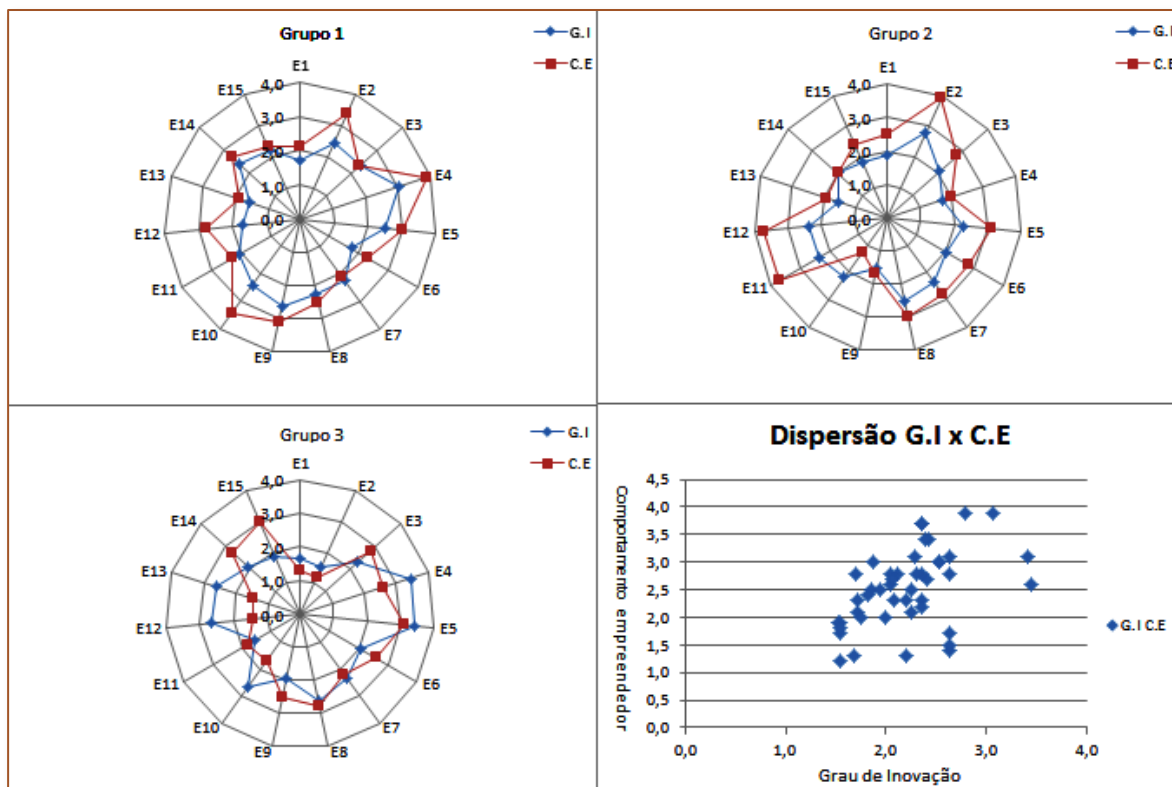 Grupo 1
G.I
C.E
E1
E2
E3
E4
E5
E6
E7
E8
E9
E10
E11
E12
E13
E14
E15
4,0
3,0
2,0
1,0
0,0
Grupo 2
G.I
C.E
E1
E2
E3
E4
E5
E6
E7
E8
E9
E10
E11
E12
E13
E14
E15
4,0
3,0
2,0
1,0
0,0
Grupo 3
G.I
C.E
E1
E2
E3
E4
E5
E6
E7
E8
E9
E10
E11
E12
E13
E14
E15
4,0
3,0
2,0
1,0
0,0
Dispersão G.I x C.E
Comportamento empreendedor
4,5
4,0
3,5
3,0
2,5
2,0
1,5
1,0
0,5
0,0
0,0 1,0 2,0 3,0 4,0
Grau de Inovação
G.I C.E